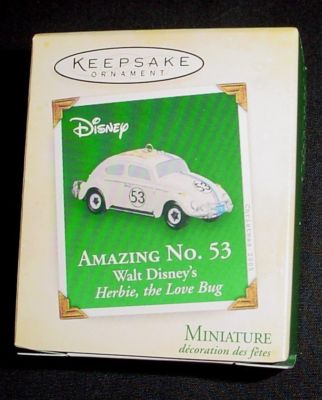 KEEPSAKE
ORNAMENT
Disney
53
53
AMAZING NO. 53
Walt Disney's
Herbie, the Love Bug
MINIATURE
décoration des fêtes